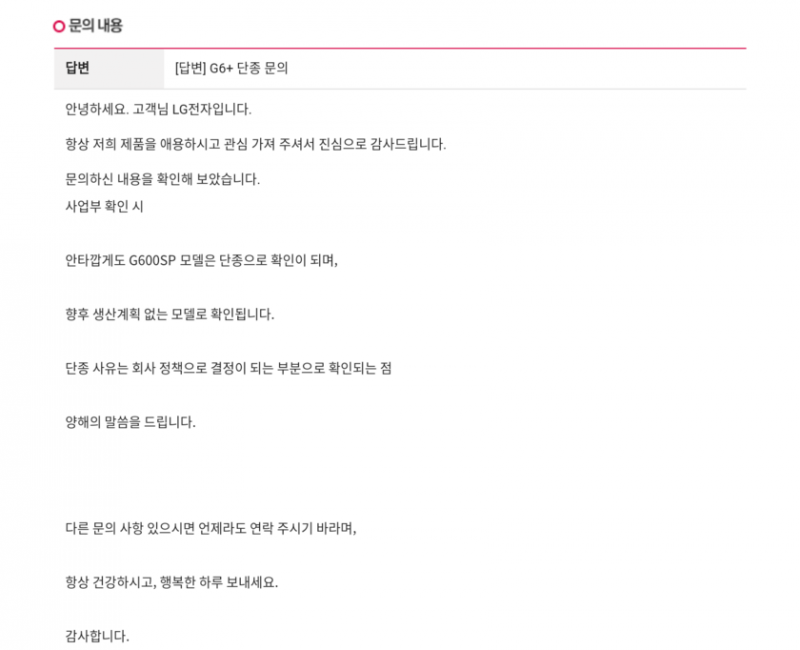 문의 내용
답변 [답변] G6+ 단종 문의
안녕하세요. 고객님 LG전자입니다.
항상 저희 제품을 애용하시고 관심 가져 주셔서 진심으로 감사드립니다.
문의하신 내용을 확인해 보았습니다.
사업부 확인 시
안타깝게도 G600SP 모델은 단종으로 확인이 되며,
향후 생산계획 없는 모델로 확인됩니다.
단종 사유는 회사 정책으로 결정이 되는 부분으로 확인되는 점
양해의 말씀을 드립니다.
다른 문의 사항 있으시면 언제라도 연락 주시기 바라며,
항상 건강하시고, 행복한 하루 보내세요.
감사합니다.